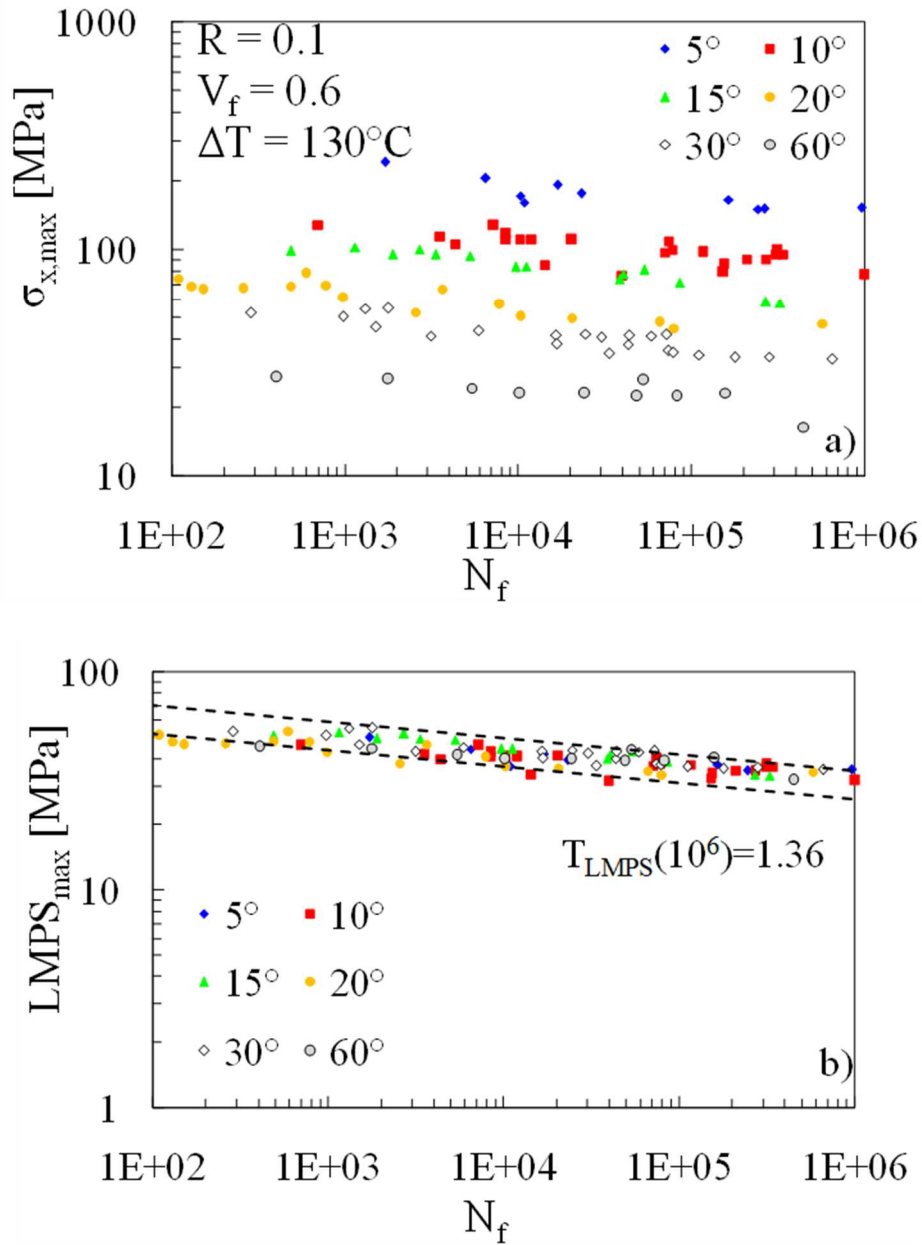 1000
R = 0.1
V_f = 0.6
ΔT = 130°C
5° 10°
15° 20°
30° 60°
100
10
σ_x,max [MPa]
a)
1E+02 1E+03 1E+04 1E+05 1E+06
N_f
100
10
1
LMPS_max [MPa]
T_LMPS(10⁶)=1.36
5° 10°
15° 20°
30° 60°
b)
1E+02 1E+03 1E+04 1E+05 1E+06
N_f